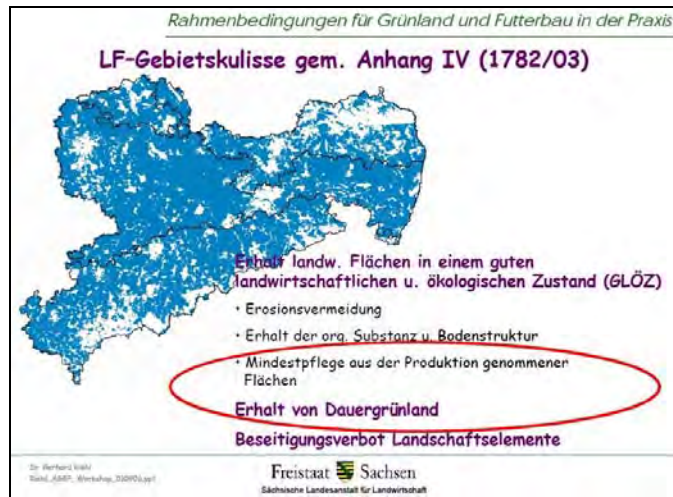 Rahmenbedingungen für Grünland und Futterbau in der Praxis
LF-Gebietskulisse gem. Anhang IV (1782/03)
Erhalt landw. Flächen in einem guten
landwirtschaftlichen u. ökologischen Zustand (GLÖZ)
• Erosionsvermeidung
• Erhalt der org. Substanz u. Bodenstruktur
• Mindestpflege aus der Produktion genommener
Flächen
Erhalt von Dauergrünland
Beseitigungsverbot Landschaftselemente
Dr. Gerhard
Freistaat Sachsen
Sächsische Landesanstalt für Landwirtschaft